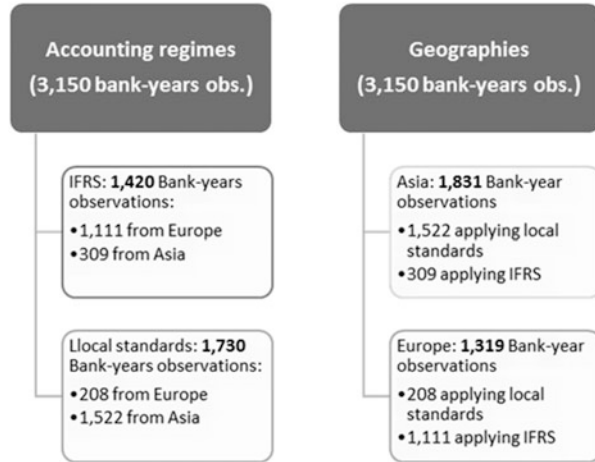 Accounting regimes
(3,150 bank-years obs.)
IFRS: 1,420 Bank-years
observations:
•1,111 from Europe
•309 from Asia
Llocal standards: 1,730
Bank-years observations:
•208 from Europe
•1,522 from Asia
Geographies
(3,150 bank-years obs.)
Asia: 1,831 Bank-year
observations
•1,522 applying local
standards
•309 applying IFRS
Europe: 1,319 Bank-year
observations
•208 applying local
standards
•1,111 applying IFRS